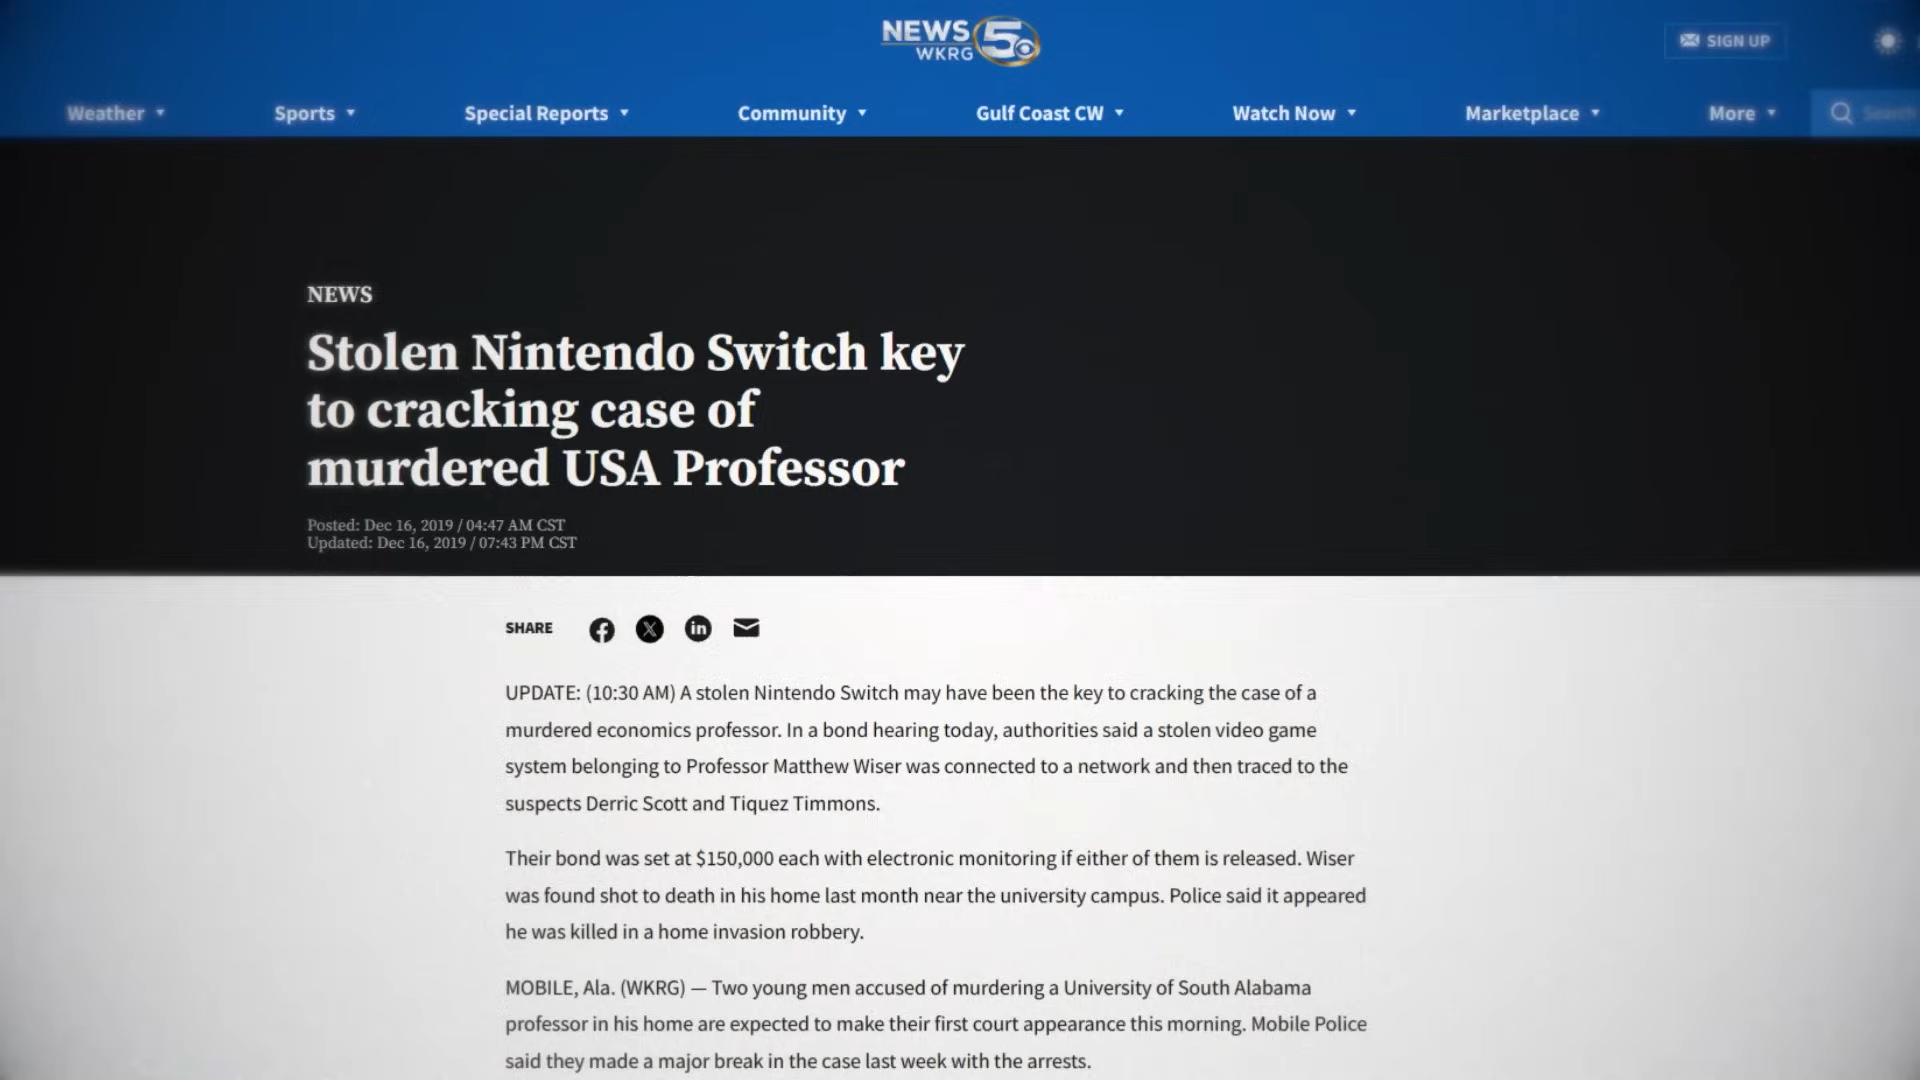 NEWS 5
WKRG
SIGN UP
Weather Sports Special Reports Community Gulf Coast CW Watch Now Marketplace More Search
NEWS
Stolen Nintendo Switch key
to cracking case of
murdered USA Professor
Posted: Dec 16, 2019 / 04:47 AM CST
Updated: Dec 16, 2019 / 07:43 PM CST
SHARE
UPDATE: (10:30 AM) A stolen Nintendo Switch may have been the key to cracking the case of a
murdered economics professor. In a bond hearing today, authorities said a stolen video game
system belonging to Professor Matthew Wiser was connected to a network and then traced to the
suspects Derric Scott and Tiquez Timmons.
Their bond was set at $150,000 each with electronic monitoring if either of them is released. Wiser
was found shot to death in his home last month near the university campus. Police said it appeared
he was killed in a home invasion robbery.
MOBILE, Ala. (WKRG) — Two young men accused of murdering a University of South Alabama
professor in his home are expected to make their first court appearance this morning. Mobile Police
said they made a major break in the case last week with the arrests.